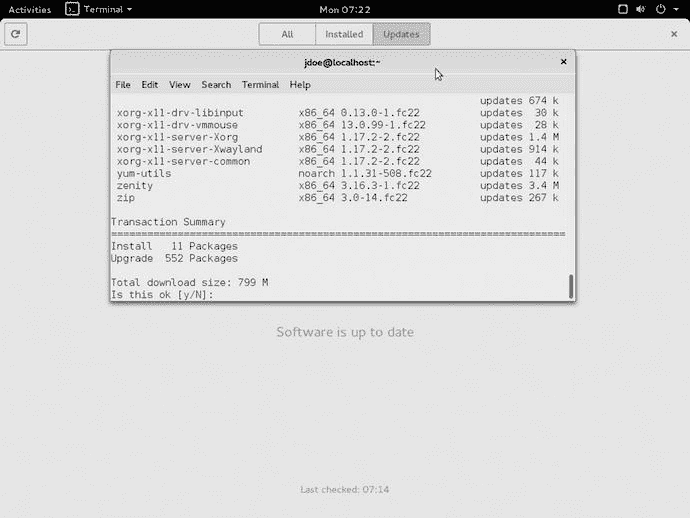 Activities Terminal Mon 07:22
All Installed Updates
jdoe@localhost:~
File Edit View Search Terminal Help
updates 674 k
xorg-x11-drv-libinput x86_64 0.13.0-1.fc22 updates 30 k
xorg-x11-drv-vmmouse x86_64 13.0.99-1.fc22 updates 28 k
xorg-x11-server-Xorg x86_64 1.17.2-2.fc22 updates 1.4 M
xorg-x11-server-Xwayland x86_64 1.17.2-2.fc22 updates 914 k
xorg-x11-server-common x86_64 1.17.2-2.fc22 updates 44 k
yum-utils noarch 1.1.31-508.fc22 updates 117 k
zenity x86_64 3.16.3-1.fc22 updates 3.4 M
zip x86_64 3.0-14.fc22 updates 267 k
Transaction Summary
================================================================================
Install 11 Packages
Upgrade 552 Packages
Total download size: 799 M
Is this ok [y/N]:
Software is up to date
Last checked: 07:14